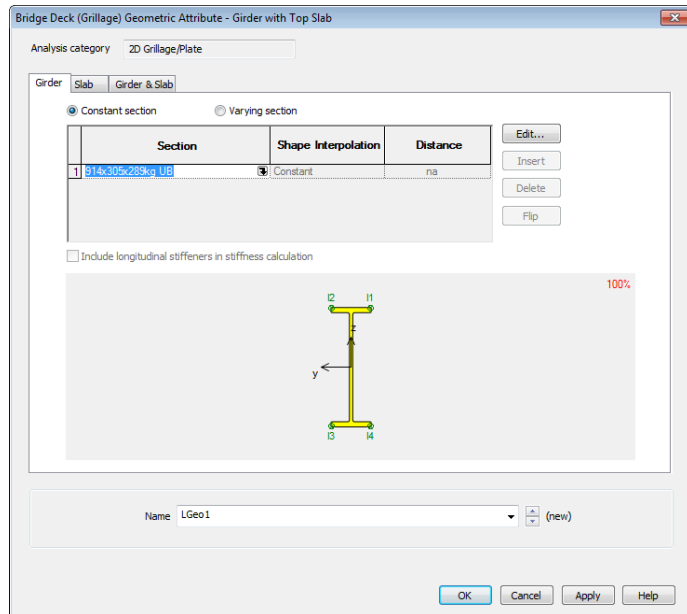 Bridge Deck (Grillage) Geometric Attribute - Girder with Top Slab
Analysis category 2D Grillage/Plate
Girder Slab Girder & Slab
Constant section Varying section
Section Shape Interpolation Distance
1 914x305x289kg UB Constant na
Edit...
Insert
Delete
Flip
Include longitudinal stiffeners in stiffness calculation
100%
I2 I1
z
y
I3 I4
Name LGeo1 (new)
OK Cancel Apply Help